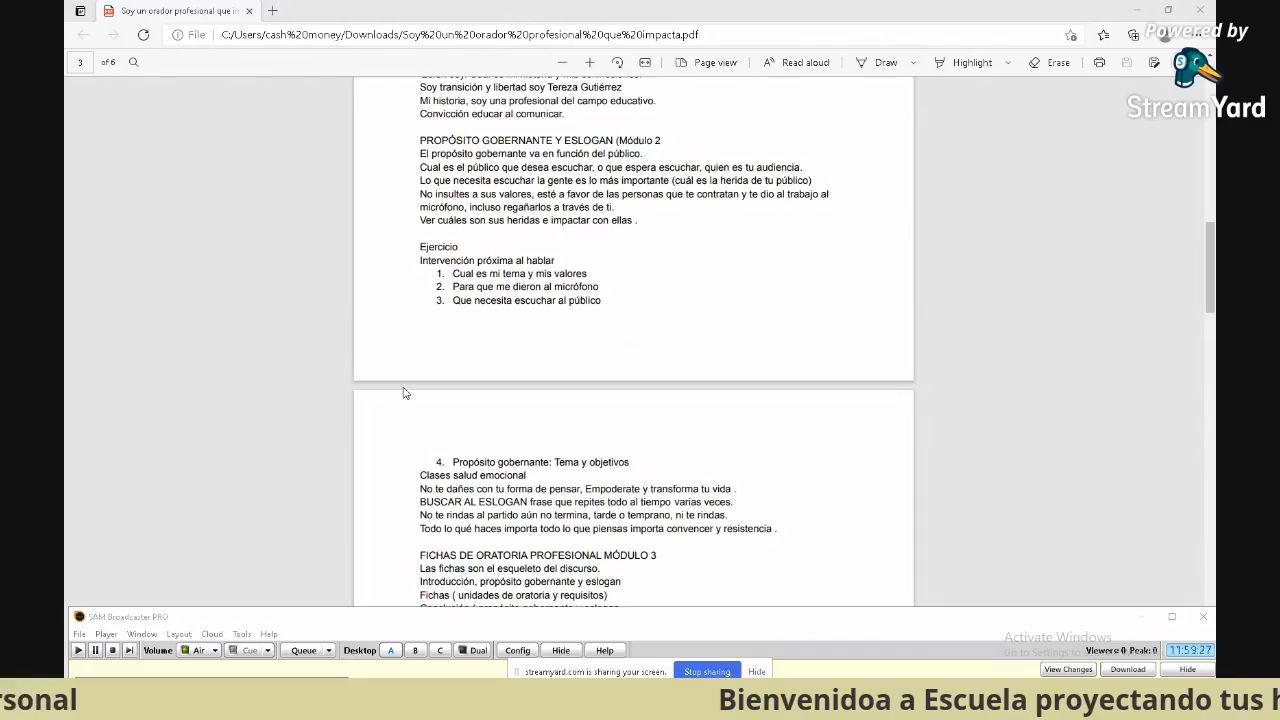 Soy un orador profesional que in
Powered by
StreamYard
File
C:/Users/cash%20money/Downloads/Soy%20un%20orador%20profesional%20que%20impacta.pdf
3 of 6 Page view Read aloud Draw Highlight Erase
Soy transición y libertad soy Tereza Gutiérrez
Mi historia, soy una profesional del campo educativo.
Convicción educar al comunicar.
PROPÓSITO GOBERNANTE Y ESLOGAN (Módulo 2
El propósito gobernante va en función del público.
Cual es el público que desea escuchar, o que espera escuchar, quien es tu audiencia.
Lo que necesita escuchar la gente es lo más importante (cuál es la herida de tu público)
No insultes a sus valores, esté a favor de las personas que te contratan y te dio al trabajo al
micrófono, incluso regañarlos a través de ti.
Ver cuáles son sus heridas e impactar con ellas .
Ejercicio
Intervención próxima al hablar
1. Cual es mi tema y mis valores
2. Para que me dieron al micrófono
3. Que necesita escuchar al público
4. Propósito gobernante: Tema y objetivos
Clases salud emocional
No te dañes con tu forma de pensar, Empoderate y transforma tu vida .
BUSCAR AL ESLOGAN frase que repites todo al tiempo varias veces.
No te rindas al partido aún no termina, tarde o temprano, ni te rindas.
Todo lo qué haces importa todo lo que piensas importa convencer y resistencia .
FICHAS DE ORATORIA PROFESIONAL MÓDULO 3
Las fichas son el esqueleto del discurso.
Introducción, propósito gobernante y eslogan
Fichas ( unidades de oratoria y requisitos)
SAM Broadcaster PRO
File Player Window Layout Cloud Tools Help
Volume Air Cue Queue Desktop A B C Dual Config Hide Help
Activate Windows
Go to Settings to
Viewers: 0 Peak: 0 11:59:27
streamyard.com is sharing your screen. Stop sharing Hide
View Changes Download Hide
rsonal Bienvenidoa a Escuela proyectando tus h